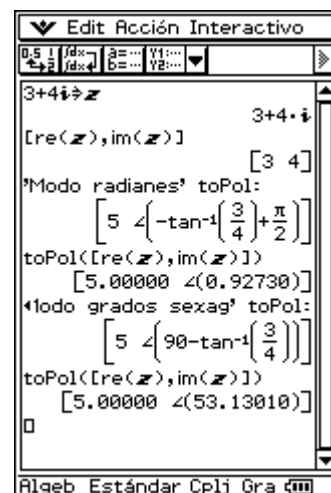 Edit Acción Interactivo
3+4i⇒z
3+4·i
[re(z),im(z)]
[3 4]
'Modo radianes' toPol:
[5 ∠(-tan⁻¹(3/4)+π/2)]
toPol([re(z),im(z)])
[5.00000 ∠(0.92730)]
odo grados sexag' toPol:
[5 ∠(90-tan⁻¹(3/4))]
toPol([re(z),im(z)])
[5.00000 ∠(53.13010)]
Algeb Estándar Cplj Gra